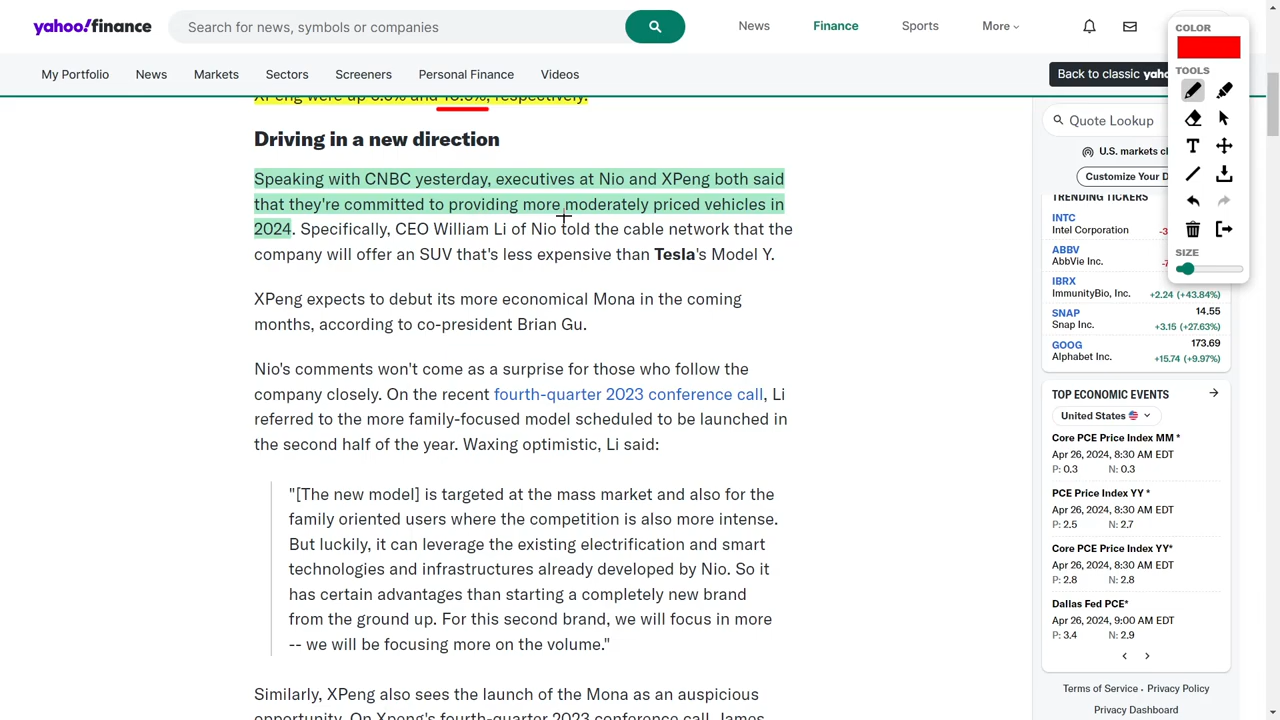 yahoo!finance
Search for news, symbols or companies
News
Finance
Sports
More
COLOR
My Portfolio
News
Markets
Sectors
Screeners
Personal Finance
Videos
Back to classic
TOOLS
XPeng were up
respectively.
Driving in a new direction
Speaking with CNBC yesterday, executives at Nio and XPeng both said
that they're committed to providing more moderately priced vehicles in
2024. Specifically, CEO William Li of Nio told the cable network that the
company will offer an SUV that's less expensive than Tesla's Model Y.
XPeng expects to debut its more economical Mona in the coming
months, according to co-president Brian Gu.
Nio's comments won't come as a surprise for those who follow the
company closely. On the recent fourth-quarter 2023 conference call, Li
referred to the more family-focused model scheduled to be launched in
the second half of the year. Waxing optimistic, Li said:
"[The new model] is targeted at the mass market and also for the
family oriented users where the competition is also more intense.
But luckily, it can leverage the existing electrification and smart
technologies and infrastructures already developed by Nio. So it
has certain advantages than starting a completely new brand
from the ground up. For this second brand, we will focus in more
-- we will be focusing more on the volume."
Similarly, XPeng also sees the launch of the Mona as an auspicious
opportunity. On Xpeng's fourth-quarter 2023 conference call, James
Quote Lookup
T
U.S. markets cl
Customize Your D
SIZE
TRENDING TICKERS
INTC
Intel Corporation
-3
ABBV
AbbVie Inc.
-7
IBRX
ImmunityBio, Inc.
+2.24 (+43.84%)
SNAP
14.55
Snap Inc.
+3.15 (+27.63%)
GOOG
173.69
Alphabet Inc.
+15.74 (+9.97%)
TOP ECONOMIC EVENTS
United States
Core PCE Price Index MM *
Apr 26, 2024, 8:30 AM EDT
P: 0.3 N: 0.3
PCE Price Index YY *
Apr 26, 2024, 8:30 AM EDT
P: 2.5 N: 2.7
Core PCE Price Index YY*
Apr 26, 2024, 8:30 AM EDT
P: 2.8 N: 2.8
Dallas Fed PCE*
Apr 26, 2024, 9:00 AM EDT
P: 3.4 N: 2.9
Terms of Service • Privacy Policy
Privacy Dashboard